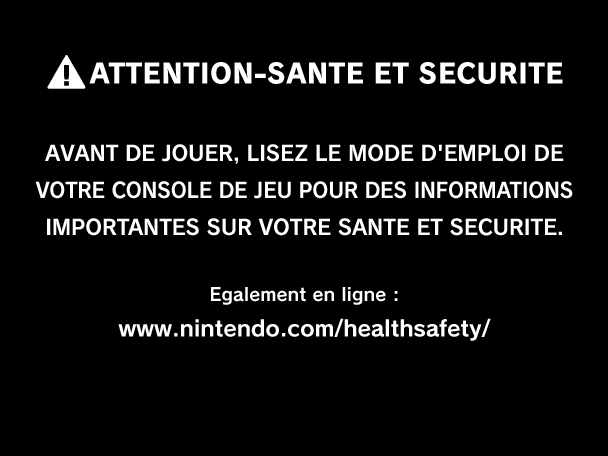 ATTENTION-SANTE ET SECURITE
AVANT DE JOUER, LISEZ LE MODE D'EMPLOI DE
VOTRE CONSOLE DE JEU POUR DES INFORMATIONS
IMPORTANTES SUR VOTRE SANTE ET SECURITE.
Egalement en ligne :
www.nintendo.com/healthsafety/